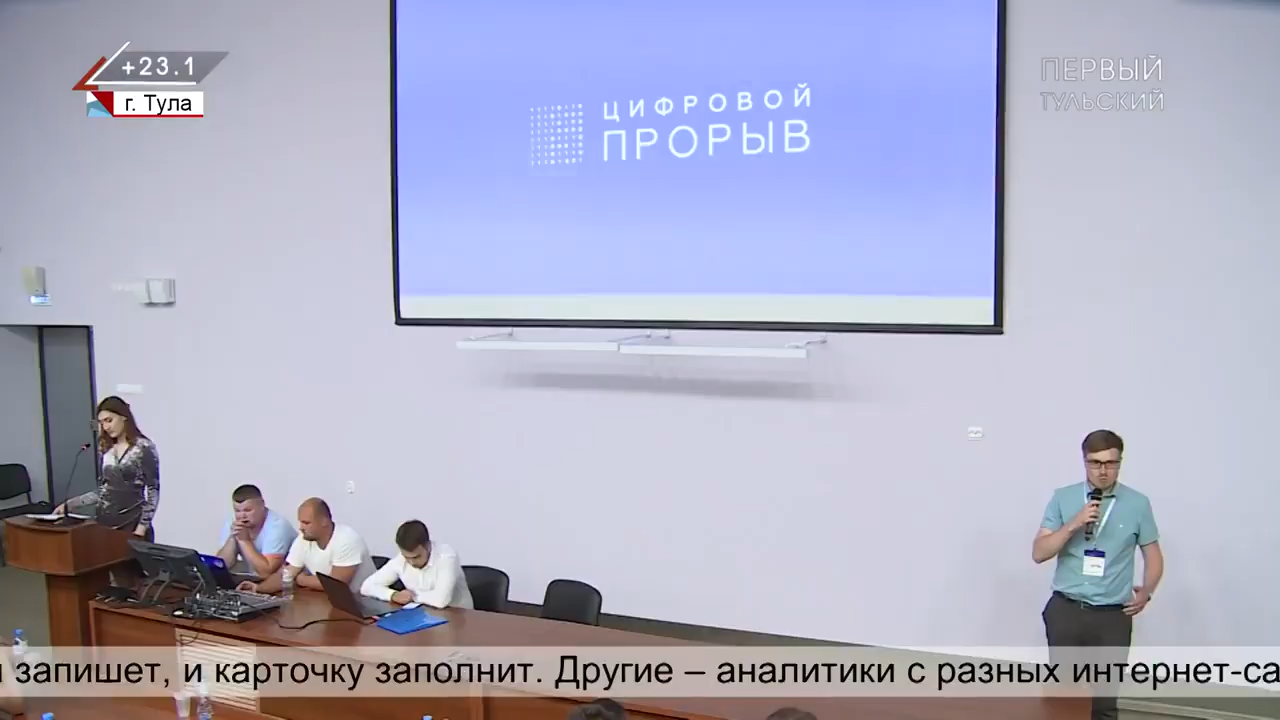 +23.1
г. Тула
ЦИФРОВОЙ
ПРОРЫВ
ПЕРВЫЙ
ТУЛЬСКИЙ
запишет, и карточку заполнит. Другие – аналитики с разных интернет-са